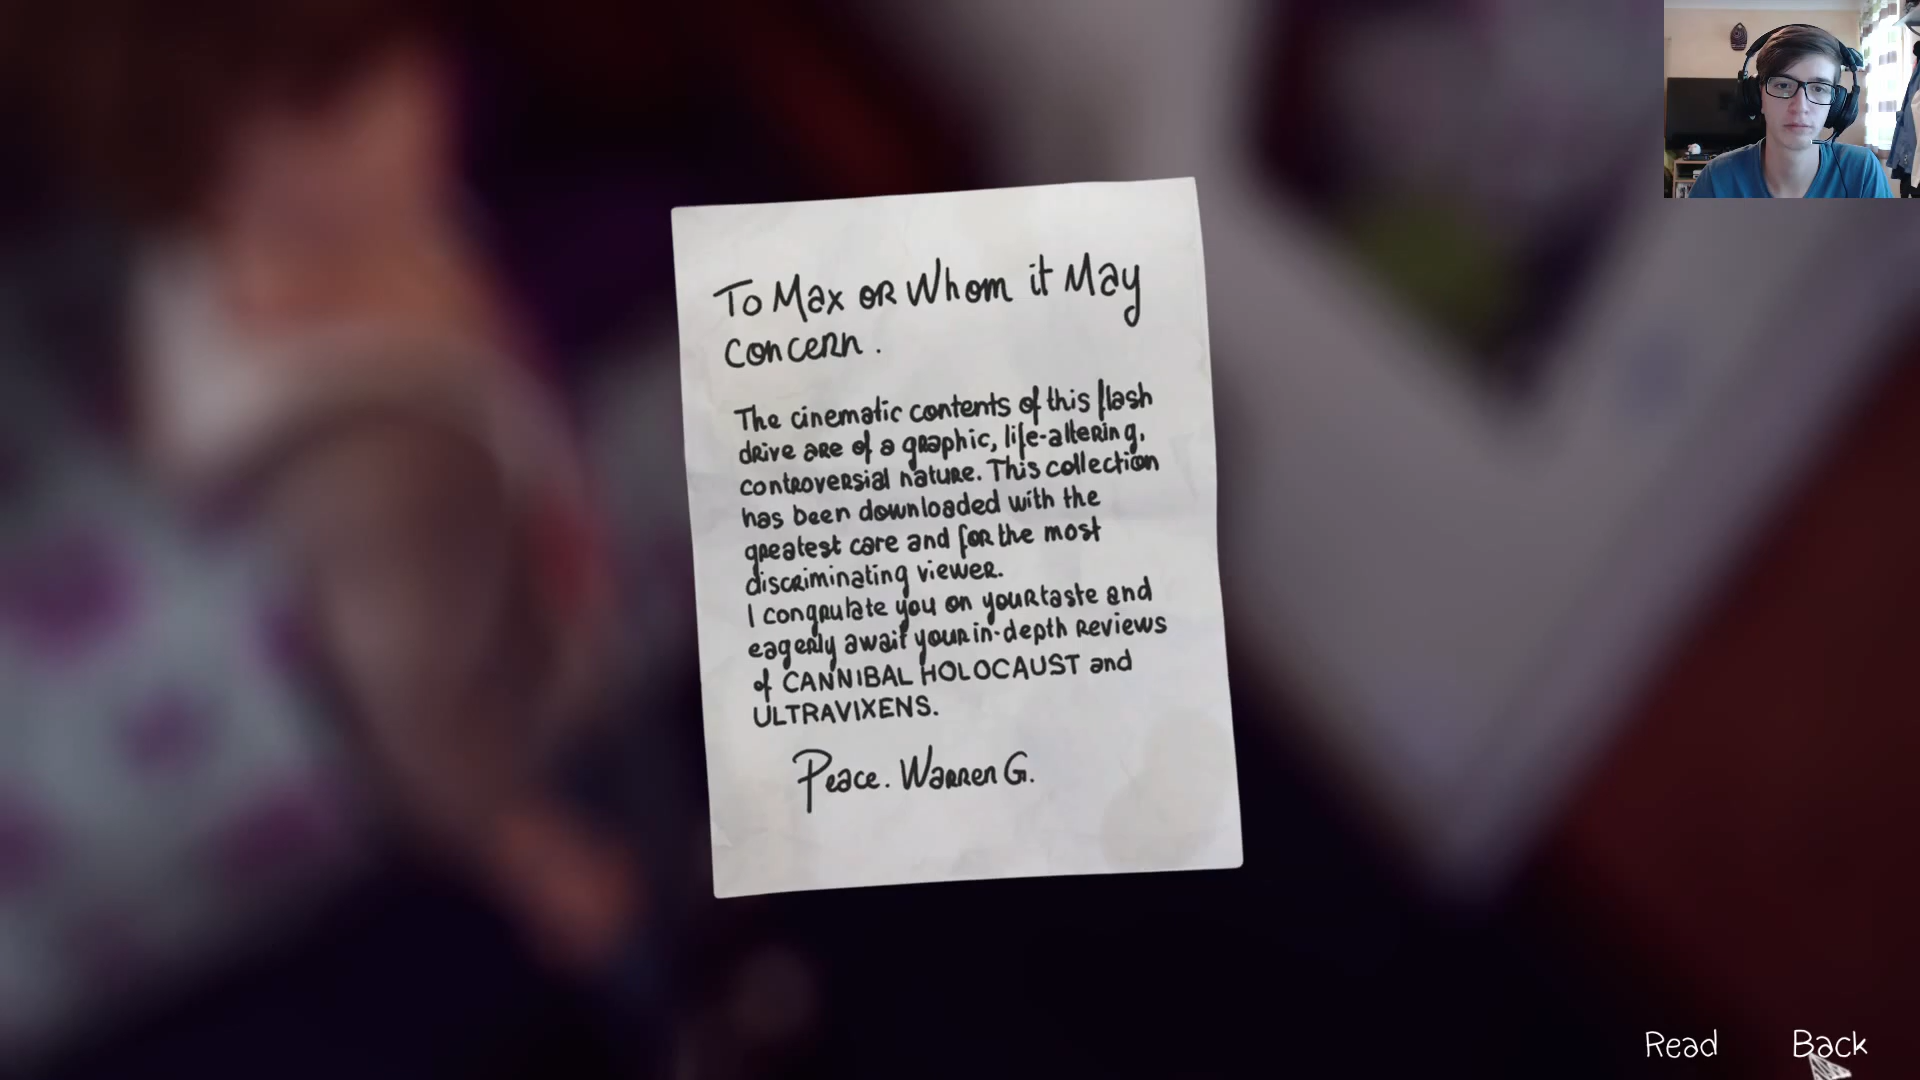 To Max or Whom it May
Concern.
The cinematic contents of this flash
drive are of a graphic, life-altering,
controversial nature. This collection
has been downloaded with the
greatest care and for the most
discriminating viewer.
I congrulate you on your taste and
eagerly await your in-depth reviews
of CANNIBAL HOLOCAUST and
ULTRAVIXENS.
Peace. Warren G.
Read Back